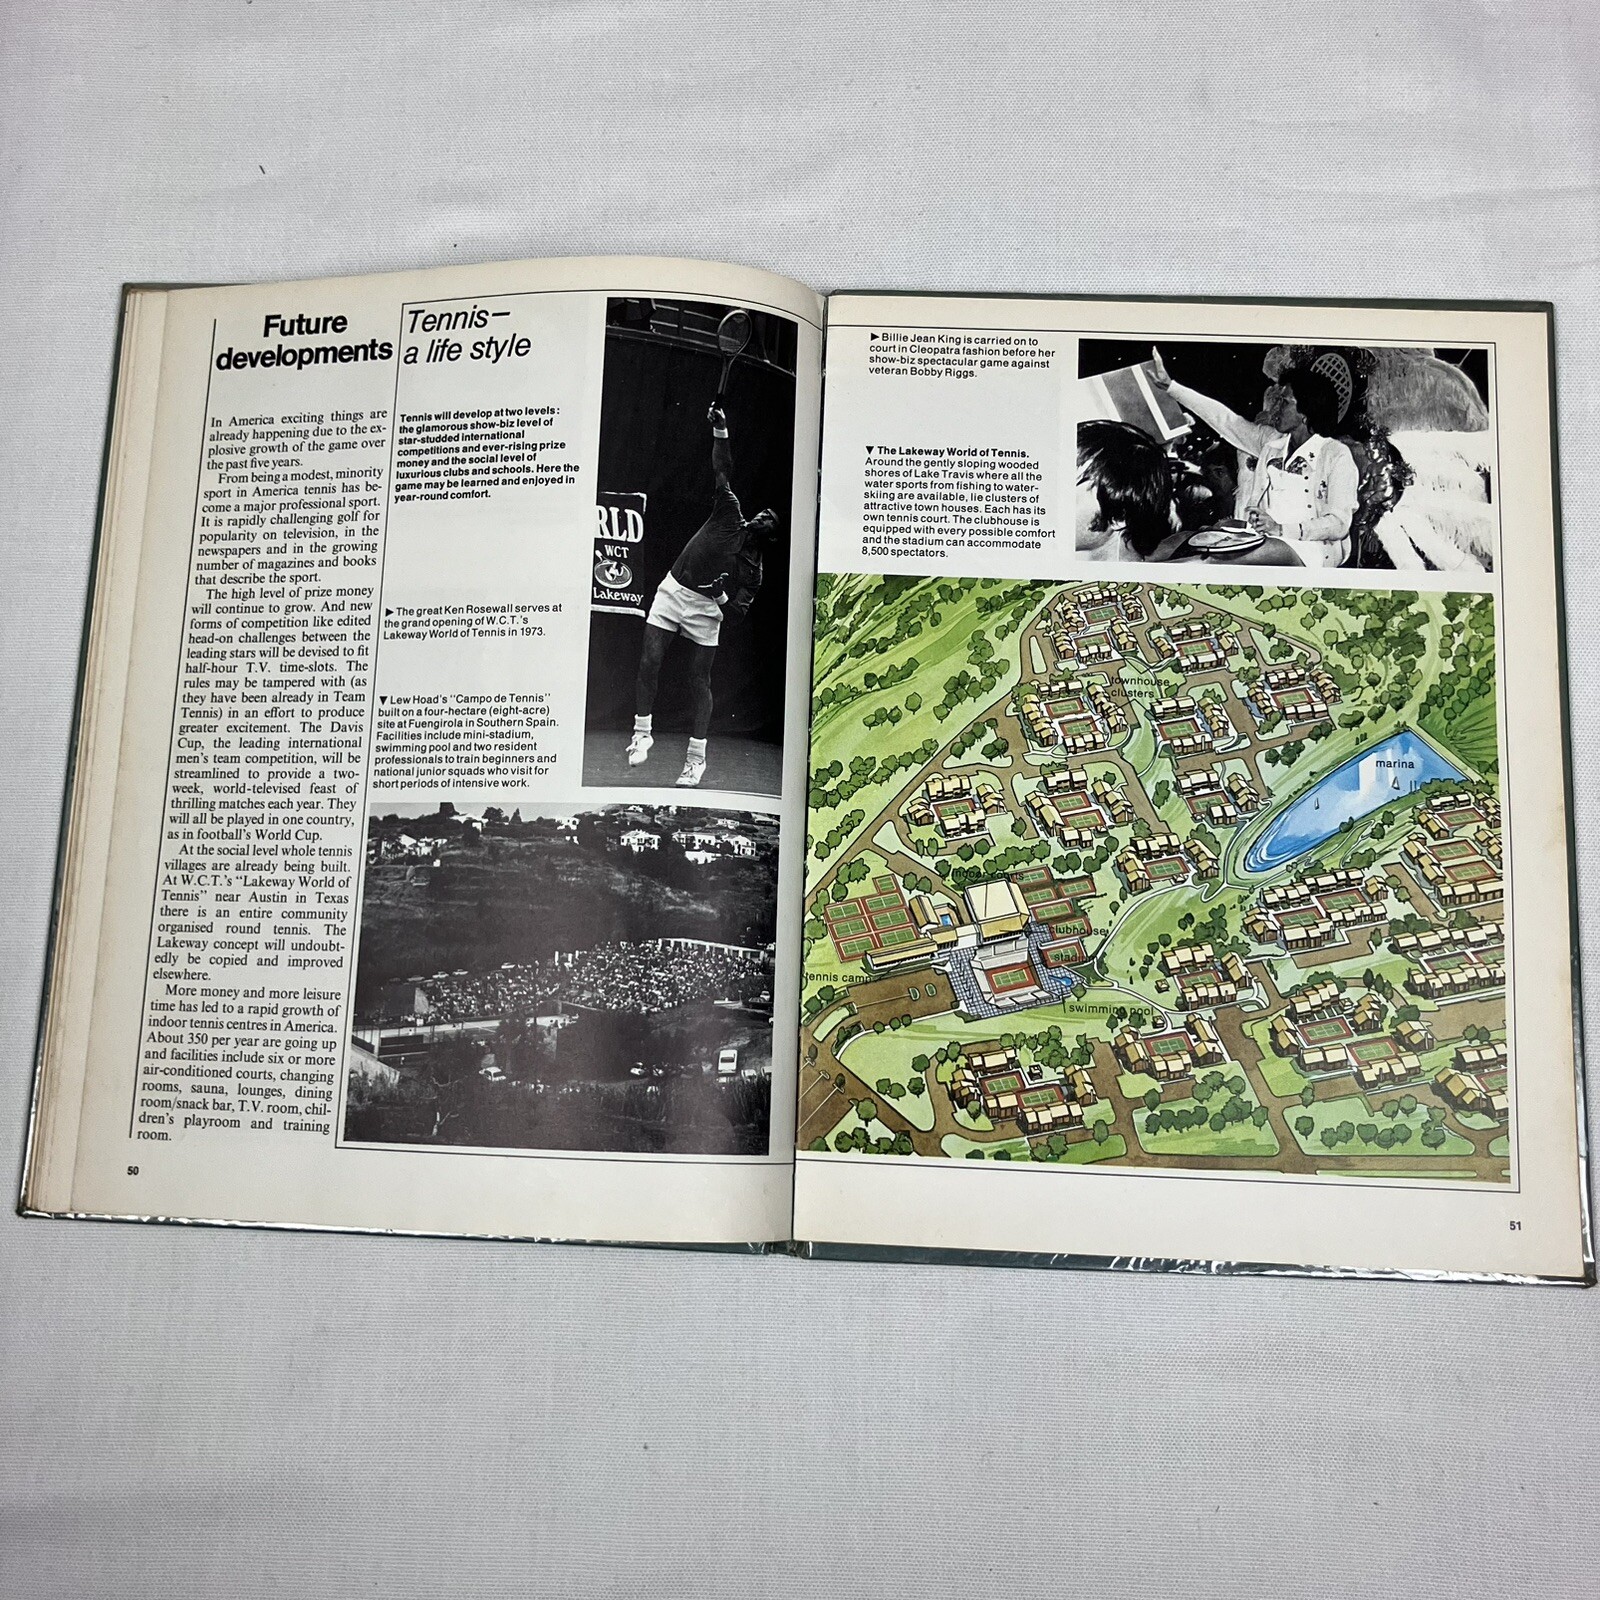 Future
developments
In America exciting things are
already happening due to the ex-
plosive growth of the game over
the past five years.
From being a modest, minority
sport in America tennis has be-
come a major professional sport.
It is rapidly challenging golf for
popularity on television, in the
newspapers and in the growing
number of magazines and books
that describe the sport.
The high level of prize money
will continue to grow. And new
forms of competition like edited
head-on challenges between the
leading stars will be devised to fit
half-hour T.V. time-slots. The
rules may be tampered with (as
they have been already in Team
Tennis) in an effort to produce
greater excitement. The Davis
Cup, the leading international
men's team competition, will be
streamlined to provide a two-
week, world-televised feast of
thrilling matches each year. They
will all be played in one country,
as in football's World Cup.
At the social level whole tennis
villages are already being built.
At W.C.T.'s "Lakeway World of
Tennis" near Austin in Texas
there is an entire community
organised round tennis. The
Lakeway concept will undoubt-
edly be copied and improved
elsewhere.
More money and more leisure
time has led to a rapid growth of
indoor tennis centres in America.
About 350 per year are going up
and facilities include six or more
air-conditioned courts, changing
rooms, sauna, lounges, dining
room/snack bar, T.V. room, chil-
dren's playroom and training
room.
50
Tennis–
a life style
Tennis will develop at two levels:
the glamorous show-biz level of
star-studded international
competitions and ever-rising prize
money and the social level of
luxurious clubs and schools. Here the
game may be learned and enjoyed in
year-round comfort.
▶ The great Ken Rosewall serves at
the grand opening of W.C.T.'s
Lakeway World of Tennis in 1973.
▼ Lew Hoad's "Campo de Tennis"
built on a four-hectare (eight-acre)
site at Fuengirola in Southern Spain.
Facilities include mini-stadium,
swimming pool and two resident
professionals to train beginners and
national junior squads who visit for
short periods of intensive work.
RLD
WCT
Lakeway
▶ Billie Jean King is carried on to
court in Cleopatra fashion before her
show-biz spectacular game against
veteran Bobby Riggs.
▼ The Lakeway World of Tennis.
Around the gently sloping wooded
shores of Lake Travis where all the
water sports from fishing to water-
skiing are available, lie clusters of
attractive town houses. Each has its
own tennis court. The clubhouse is
equipped with every possible comfort
and the stadium can accommodate
8,500 spectators.
townhouse
clusters
marina
indoor courts
clubhouse
stadium
tennis camp
swimming pool
51